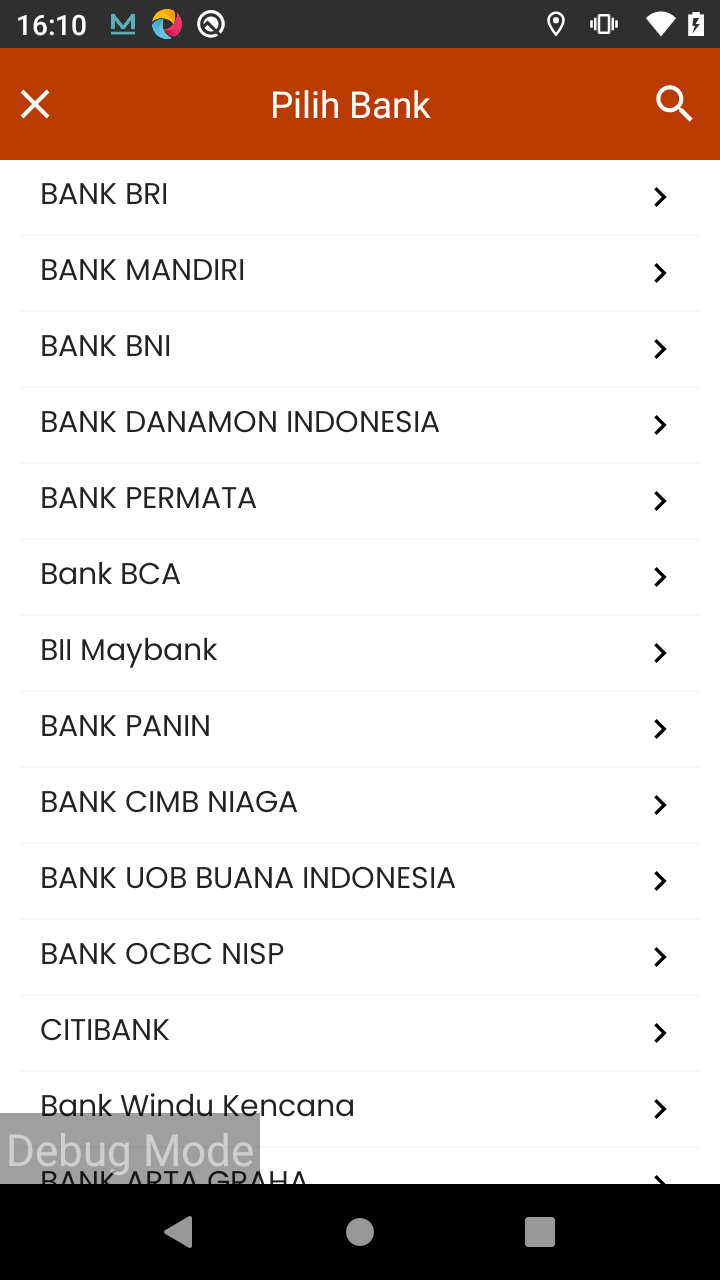 16:10
Pilih Bank
BANK BRI
BANK MANDIRI
BANK BNI
BANK DANAMON INDONESIA
BANK PERMATA
Bank BCA
BII Maybank
BANK PANIN
BANK CIMB NIAGA
BANK UOB BUANA INDONESIA
BANK OCBC NISP
CITIBANK
Bank Windu Kencana
Debug Mode
BANK ARTA GRAHA